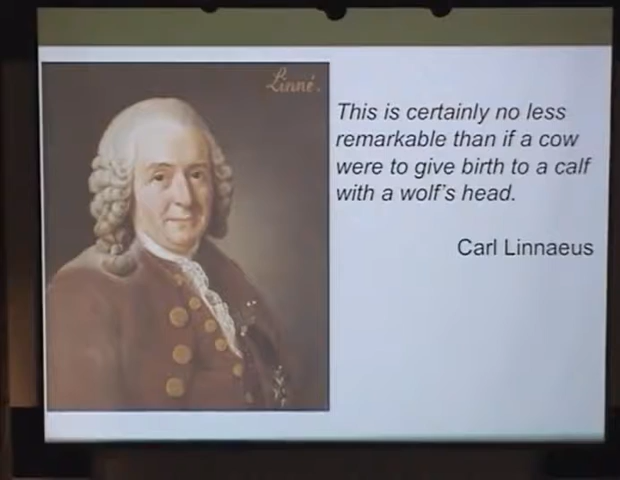 Linné.
This is certainly no less
remarkable than if a cow
were to give birth to a calf
with a wolf's head.
Carl Linnaeus